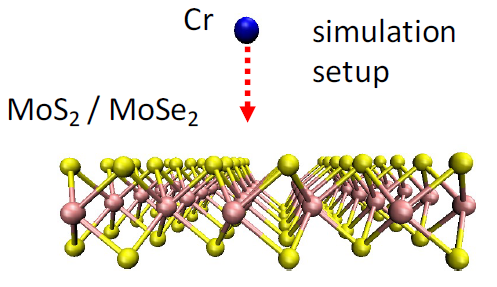 Cr
simulation
setup
MoS₂ / MoSe₂